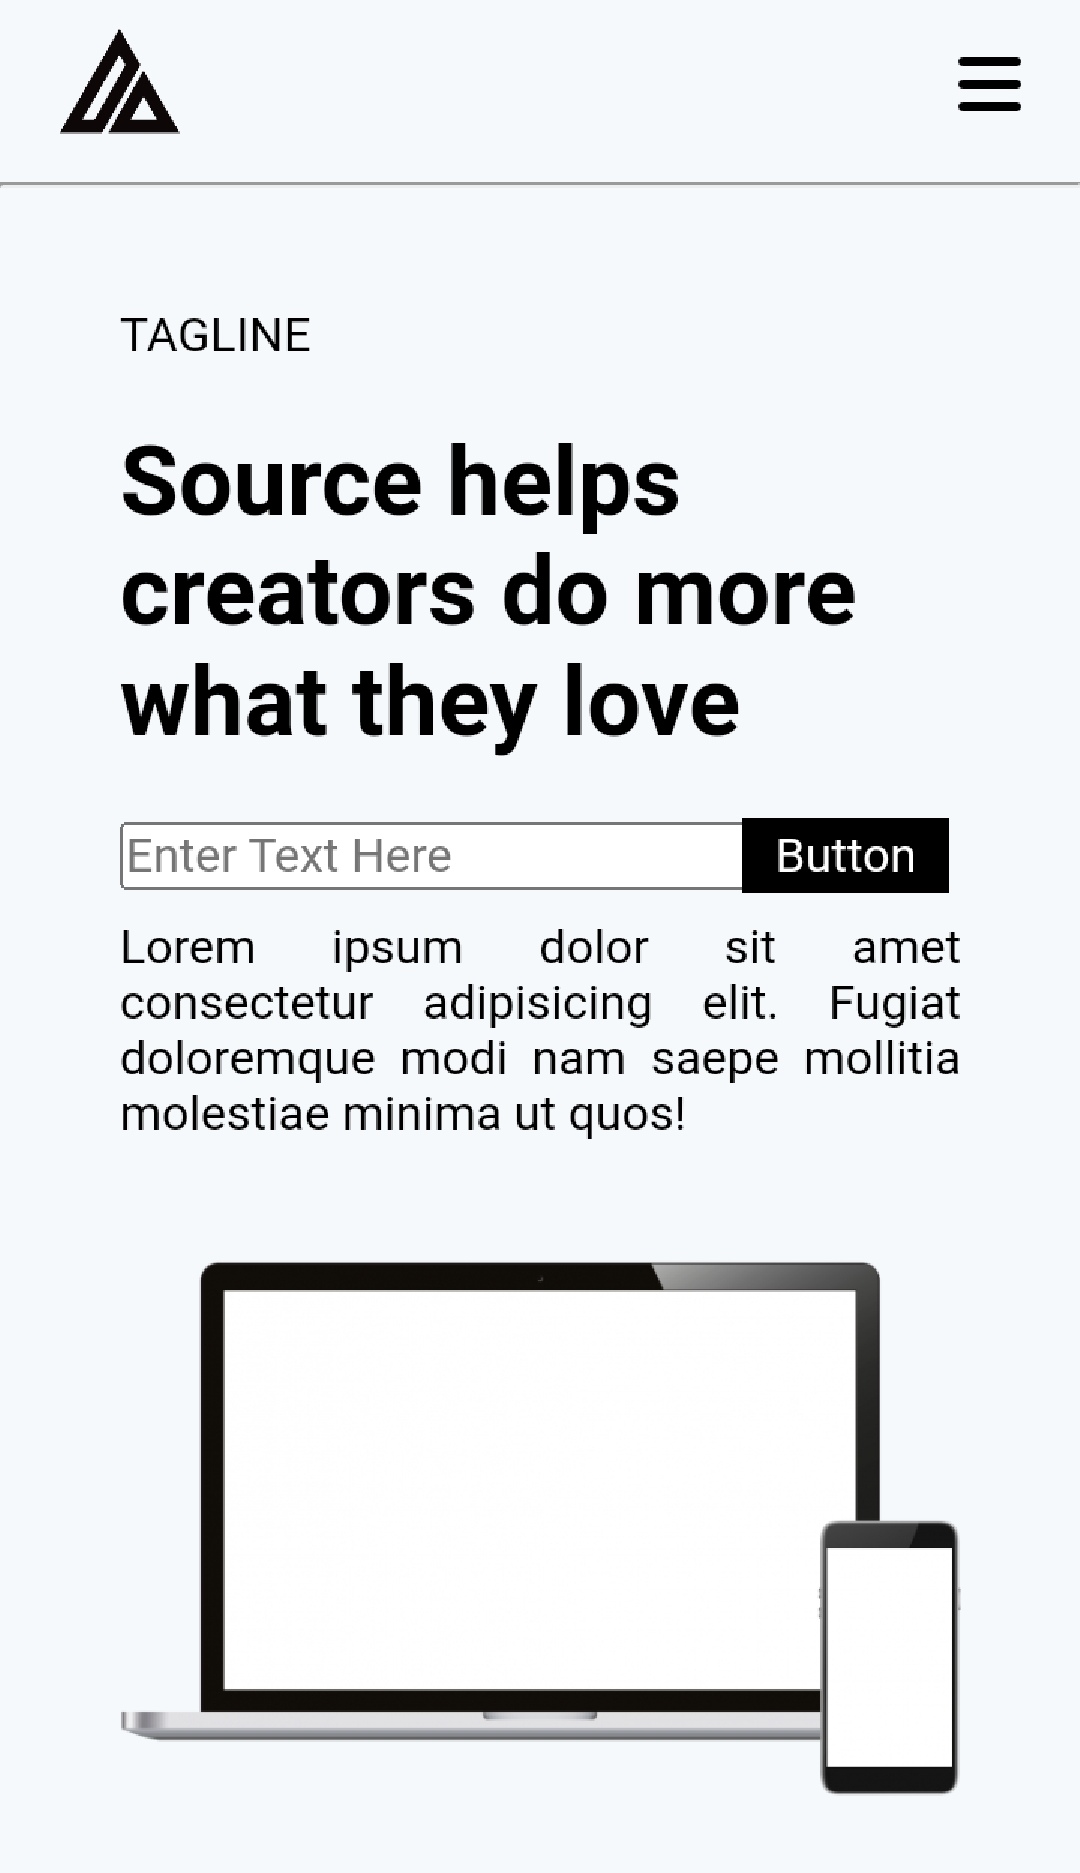 TAGLINE
Source helps
creators do more
what they love
Enter Text Here
Button
Lorem ipsum dolor sit amet
consectetur adipisicing elit. Fugiat
doloremque modi nam saepe mollitia
molestiae minima ut quos!